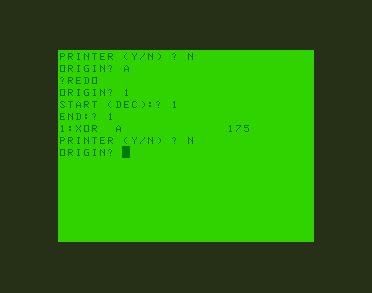 PRINTER (Y/N) ? N
ORIGIN? A
?REDO
ORIGIN? 1
START (DEC):? 1
END:? 1
1:XOR A 175
PRINTER (Y/N) ? N
ORIGIN?